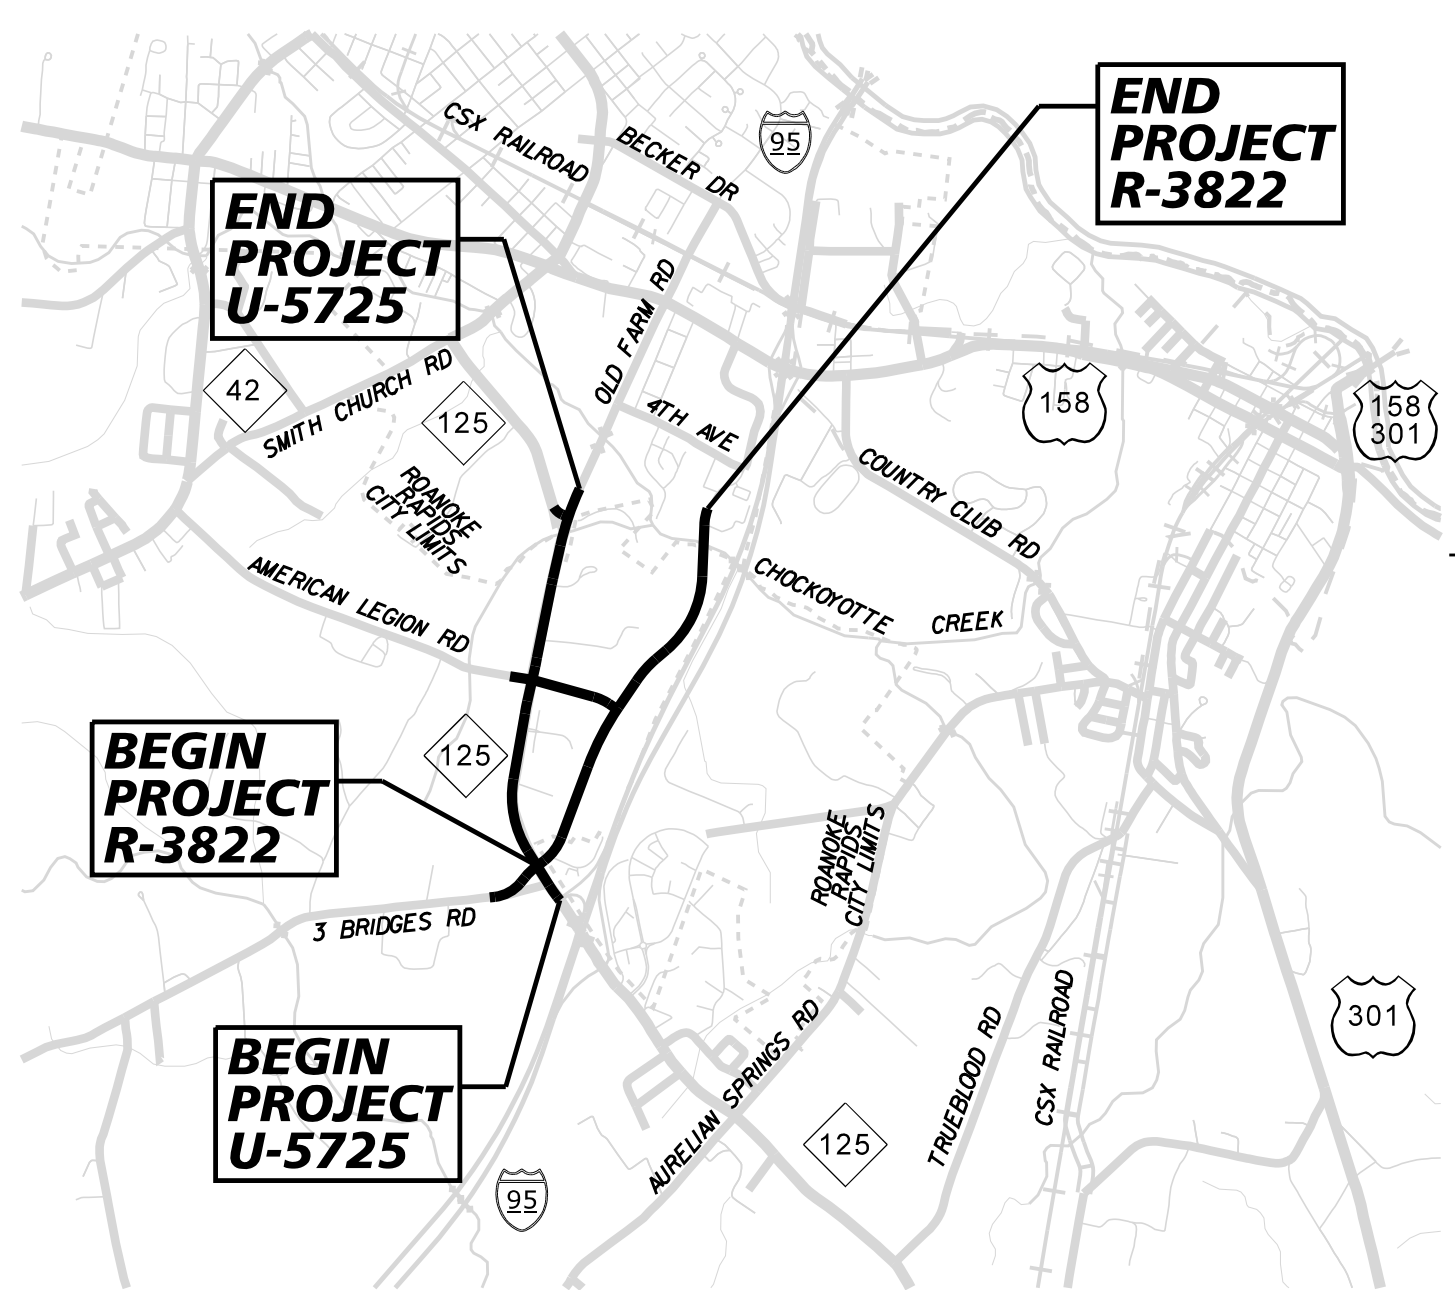 END
PROJECT
R-3822
CSX RAILROAD
BECKER DR
95
END
PROJECT
U-5725
OLD FARM RD
42
SMITH CHURCH RD
125
4TH AVE
158
158
301
ROANOKE
RAPIDS
CITY LIMITS
COUNTRY CLUB RD
AMERICAN LEGION RD
CHOCKOYOTTE
CREEK
BEGIN
PROJECT
R-3822
125
ROANOKE
RAPIDS
CITY LIMITS
3 BRIDGES RD
BEGIN
PROJECT
U-5725
AURELIAN SPRINGS RD
TRUEBLOOD RD
CSX RAILROAD
301
125
95